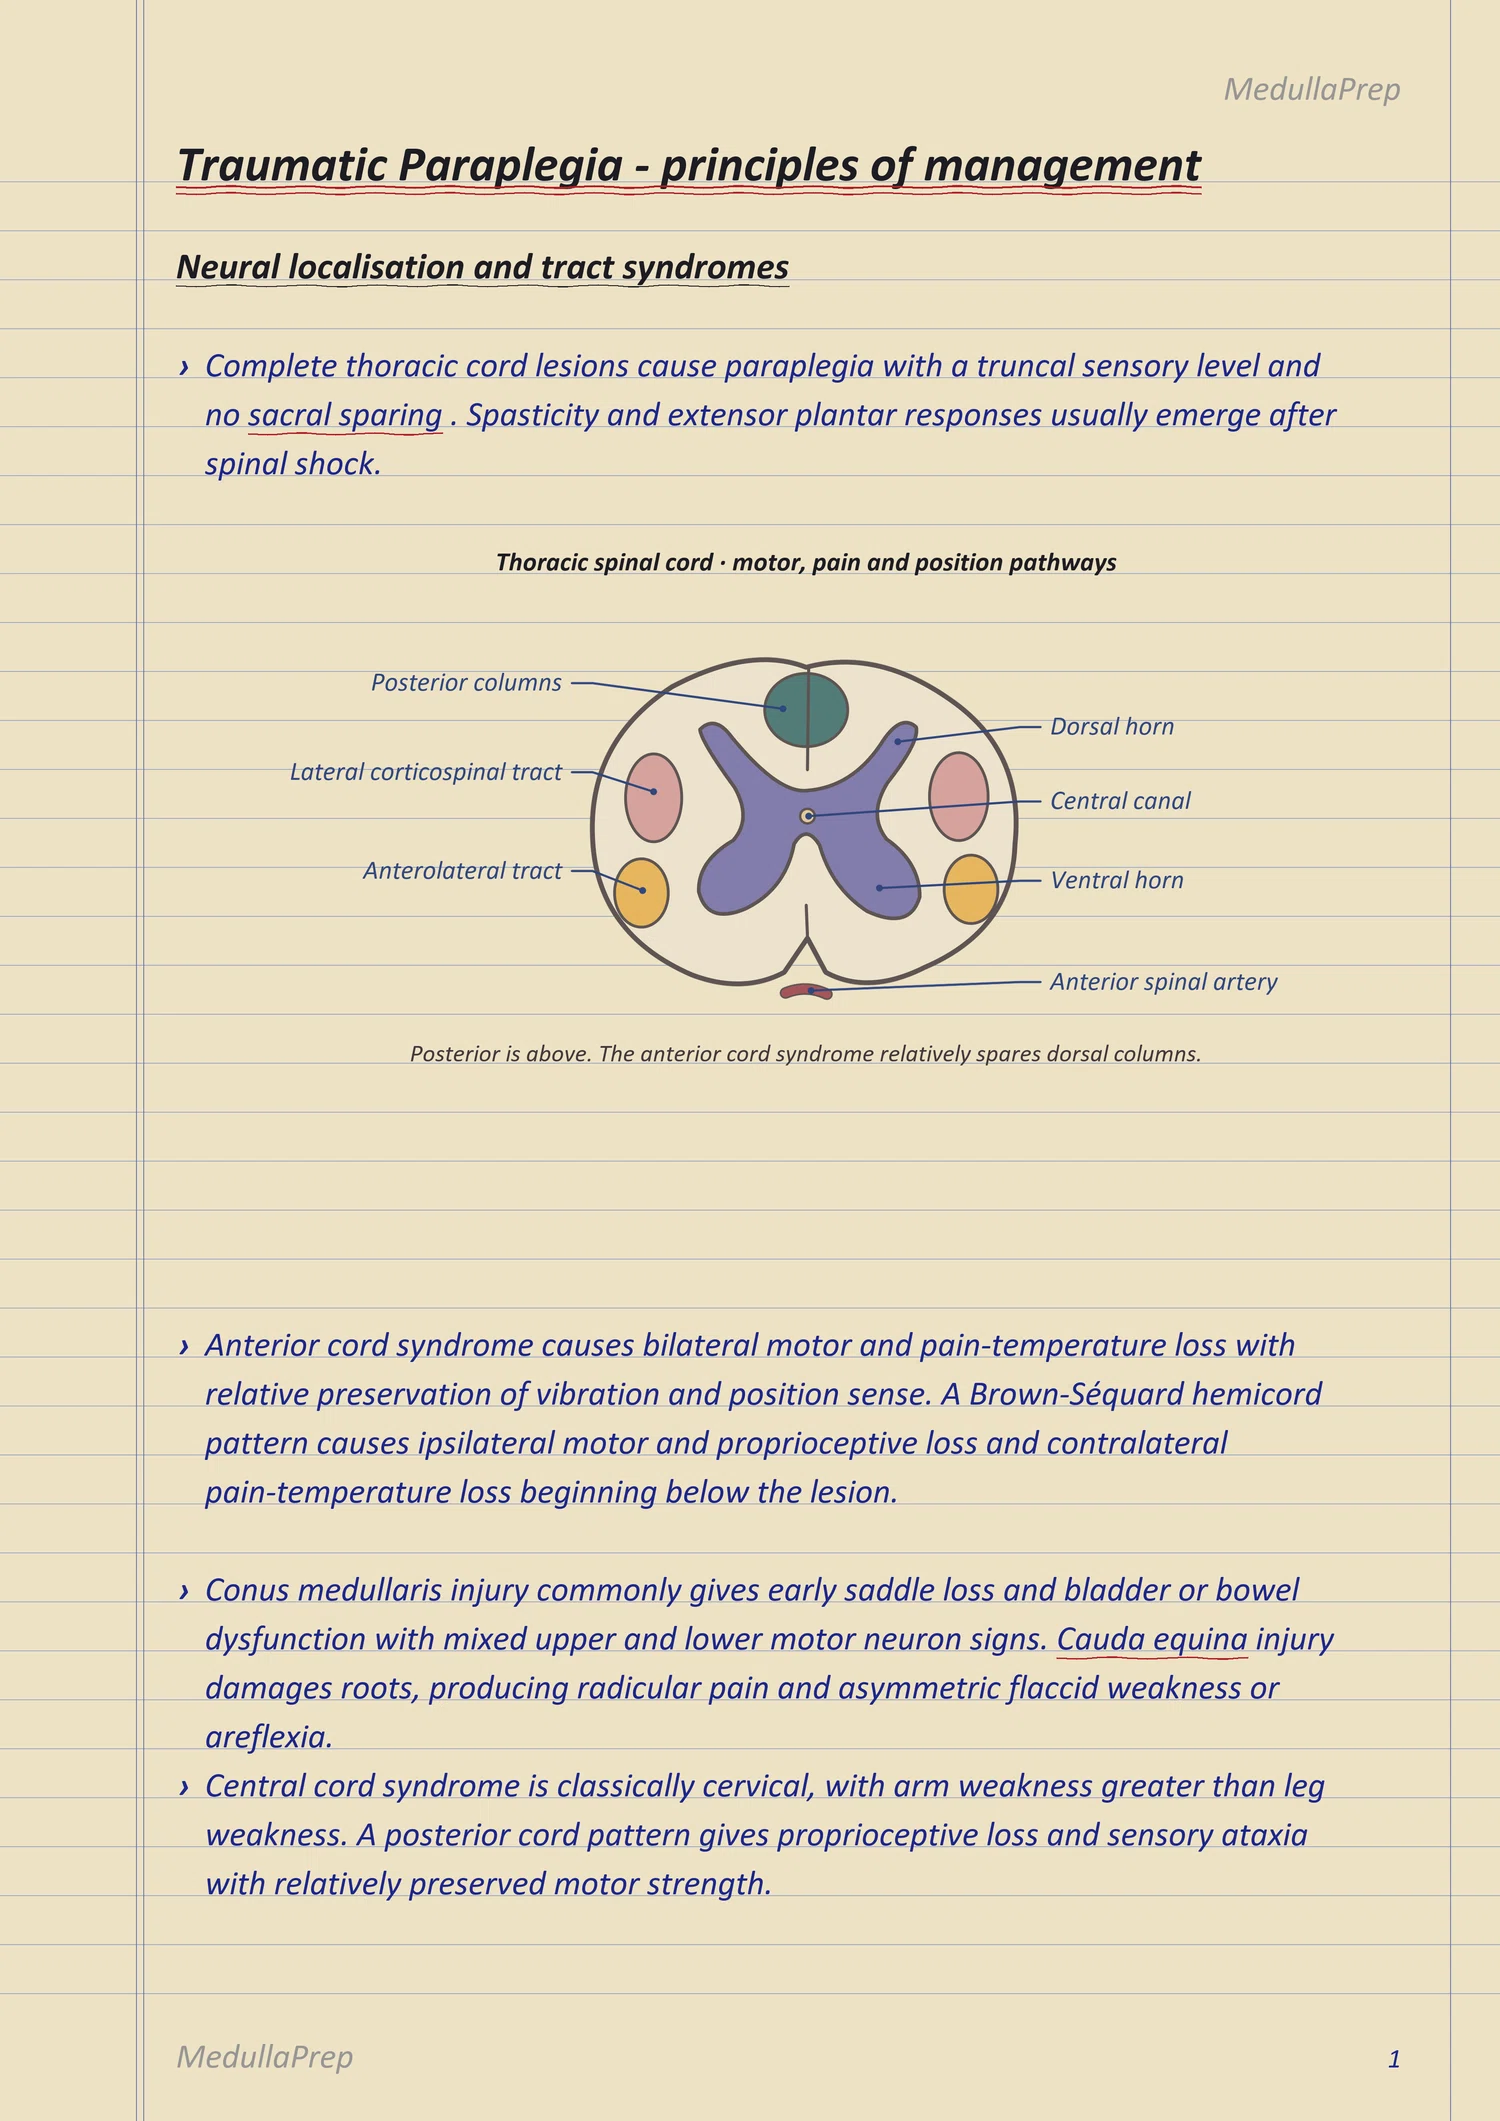 MedullaPrep
Traumatic Paraplegia - principles of management
Neural localisation and tract syndromes
› Complete thoracic cord lesions cause paraplegia with a truncal sensory level and
no sacral sparing . Spasticity and extensor plantar responses usually emerge after
spinal shock.
Thoracic spinal cord · motor, pain and position pathways
Posterior columns
Dorsal horn
Lateral corticospinal tract
Central canal
Anterolateral tract
Ventral horn
Anterior spinal artery
Posterior is above. The anterior cord syndrome relatively spares dorsal columns.
› Anterior cord syndrome causes bilateral motor and pain-temperature loss with
relative preservation of vibration and position sense. A Brown-Séquard hemicord
pattern causes ipsilateral motor and proprioceptive loss and contralateral
pain-temperature loss beginning below the lesion.
› Conus medullaris injury commonly gives early saddle loss and bladder or bowel
dysfunction with mixed upper and lower motor neuron signs. Cauda equina injury
damages roots, producing radicular pain and asymmetric flaccid weakness or
areflexia.
› Central cord syndrome is classically cervical, with arm weakness greater than leg
weakness. A posterior cord pattern gives proprioceptive loss and sensory ataxia
with relatively preserved motor strength.
MedullaPrep
1